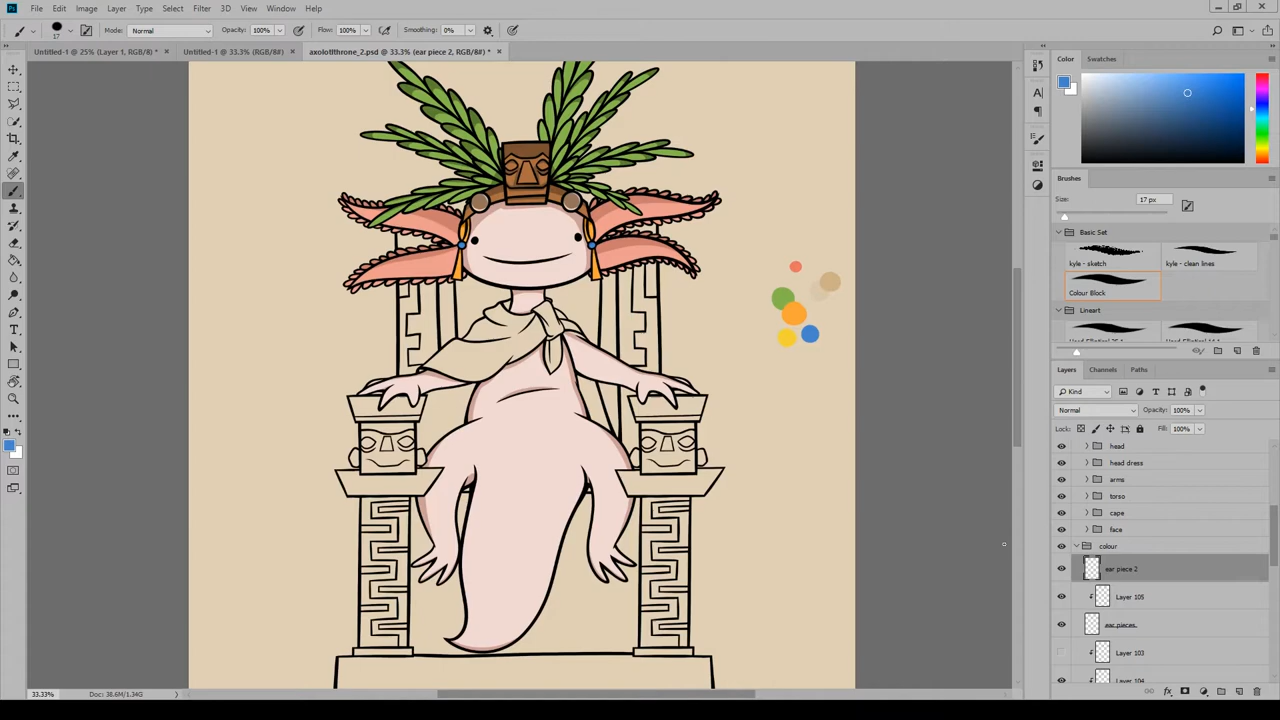 Ps File Edit Image Layer Type Select Filter 3D View Window Help
Mode: Normal Opacity: 100% Flow: 100% Smoothing: 0%
17
Untitled-1 @ 25% (Layer 1, RGB/8) * × Untitled-1 @ 33.3% (RGB/8#) × axolotlthrone_2.psd @ 33.3% (ear piece 2, RGB/8#) * ×
Color Swatches
Brushes
Size: 17 px
Basic Set
kyle - sketch kyle - clean lines
Colour Block
Lineart
Layers Channels Paths
Kind
Normal Opacity: 100%
Lock: Fill: 100%
head
head dress
arms
torso
cape
face
colour
ear piece 2
Layer 105
ear pieces
Layer 103
Layer 104
33.33% Doc: 38.6M/1.34G